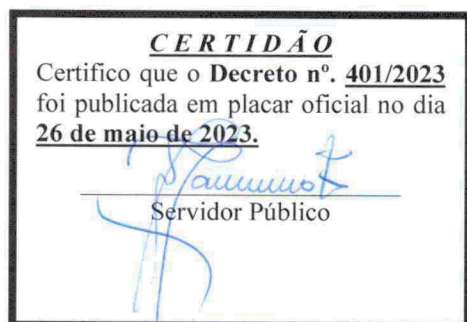 CERTIDÃO
Certifico que o Decreto nº. 401/2023
foi publicada em placar oficial no dia
26 de maio de 2023.
Servidor Público